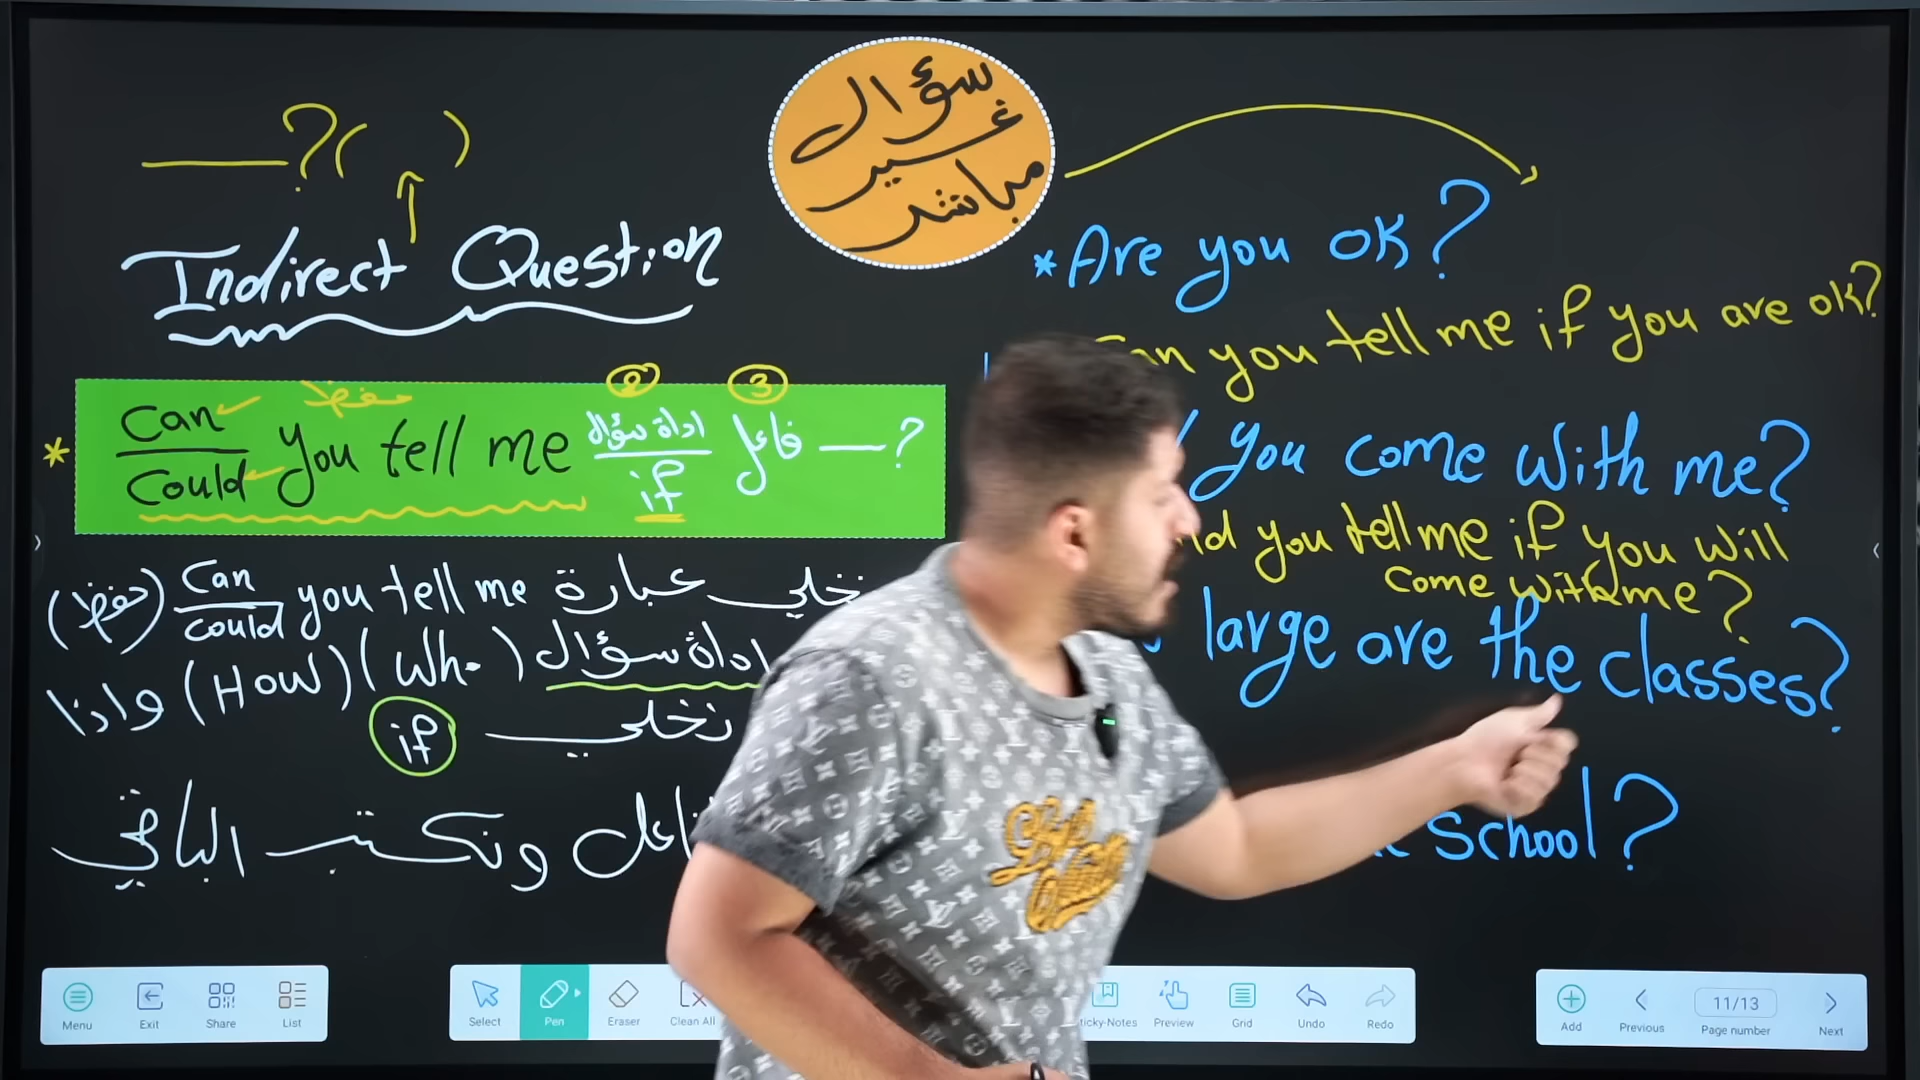 سؤال
غير
مباشر
?( )
Indirect Question
حفظ 2 3
* Can you tell me اداة سؤال فاعل ?
Could if
(حفظ) Can you tell me عبارة نخلي
could
واذا (How) (Wh-) اداة سؤال
نخلي if
ونكتب الباقي
* Are you ok?
you tell me if you are ok?
you come with me?
you tell me if you will
come with me?
large are the classes?
school?
Menu Exit Share List
Select Pen Eraser Clean All
Preview Grid Undo Redo
Add Previous 11/13 Next
Page number